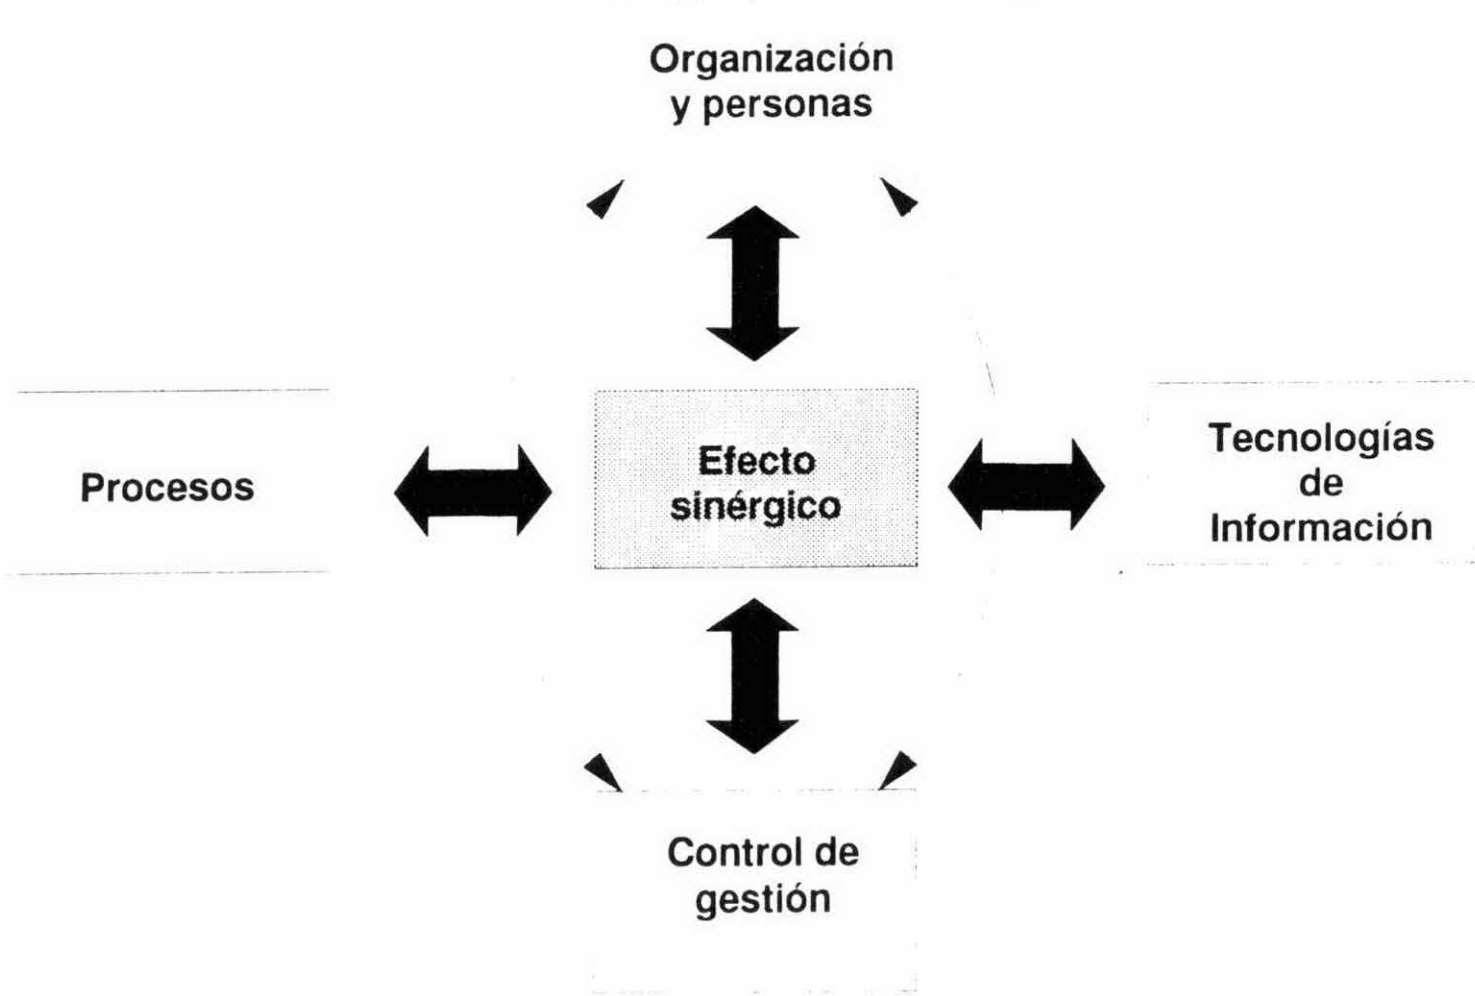 Organización
y personas
Procesos
Efecto
sinérgico
Tecnologías
de
Información
Control de
gestión